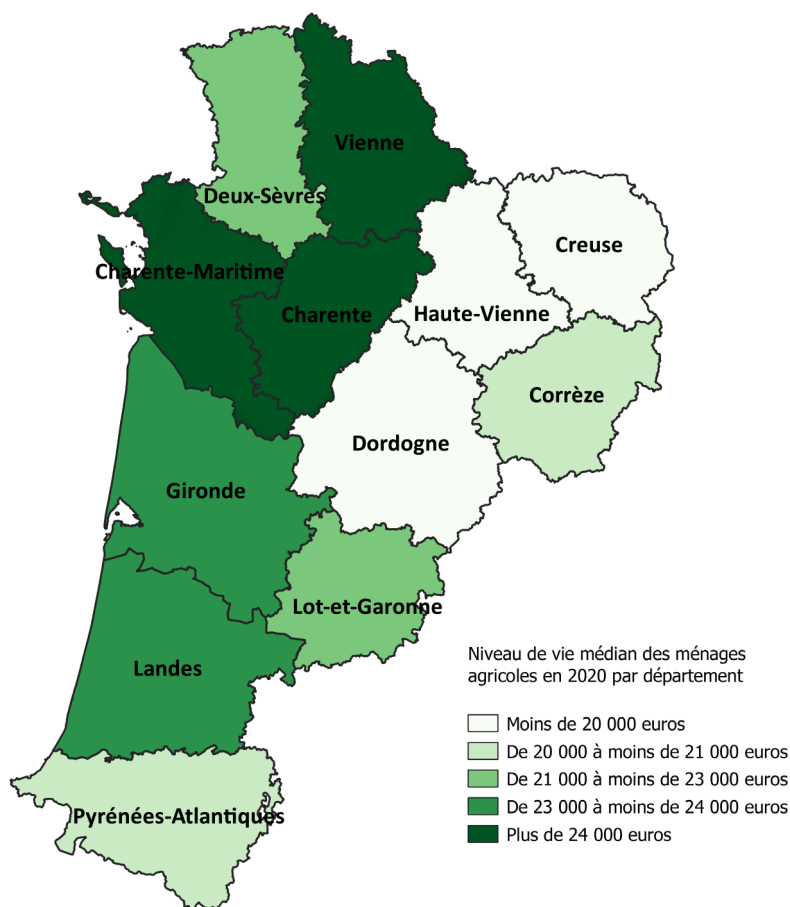 Vienne
Deux-Sèvres
Creuse
Charente-Maritime
Charente
Haute-Vienne
Corrèze
Dordogne
Gironde
Lot-et-Garonne
Landes
Pyrénées-Atlantiques
Niveau de vie médian des ménages
agricoles en 2020 par département
Moins de 20 000 euros
De 20 000 à moins de 21 000 euros
De 21 000 à moins de 23 000 euros
De 23 000 à moins de 24 000 euros
Plus de 24 000 euros